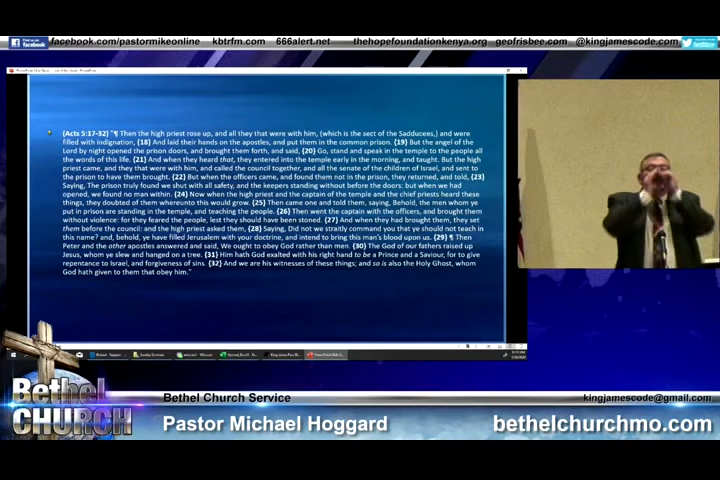 facebook.com/pastormikeonline kbtrfm.com 666alert.net thehopefoundationkenya.org geofrisbee.com @kingjamescode.com
(Acts 5:17-32) "¶ Then the high priest rose up, and all they that were with him, (which is the sect of the Sadducees,) and were
filled with indignation, {18} And laid their hands on the apostles, and put them in the common prison. {19} But the angel of the
Lord by night opened the prison doors, and brought them forth, and said, {20} Go, stand and speak in the temple to the people all
the words of this life. {21} And when they heard that, they entered into the temple early in the morning, and taught. But the high
priest came, and they that were with him, and called the council together, and all the senate of the children of Israel, and sent to
the prison to have them brought. {22} But when the officers came, and found them not in the prison, they returned, and told, {23}
Saying, The prison truly found we shut with all safety, and the keepers standing without before the doors: but when we had
opened, we found no man within. {24} Now when the high priest and the captain of the temple and the chief priests heard these
things, they doubted of them whereunto this would grow. {25} Then came one and told them, saying, Behold, the men whom ye
put in prison are standing in the temple, and teaching the people. {26} Then went the captain with the officers, and brought them
without violence: for they feared the people, lest they should have been stoned. {27} And when they had brought them, they set
them before the council: and the high priest asked them, {28} Saying, Did not we straitly command you that ye should not teach in
this name? and, behold, ye have filled Jerusalem with your doctrine, and intend to bring this man's blood upon us. {29} ¶ Then
Peter and the other apostles answered and said, We ought to obey God rather than men. {30} The God of our fathers raised up
Jesus, whom ye slew and hanged on a tree. {31} Him hath God exalted with his right hand to be a Prince and a Saviour, for to give
repentance to Israel, and forgiveness of sins. {32} And we are his witnesses of these things; and so is also the Holy Ghost, whom
God hath given to them that obey him."
Bethel
CHURCH
Bethel Church Service
kingjamescode@gmail.com
Pastor Michael Hoggard
bethelchurchmo.com